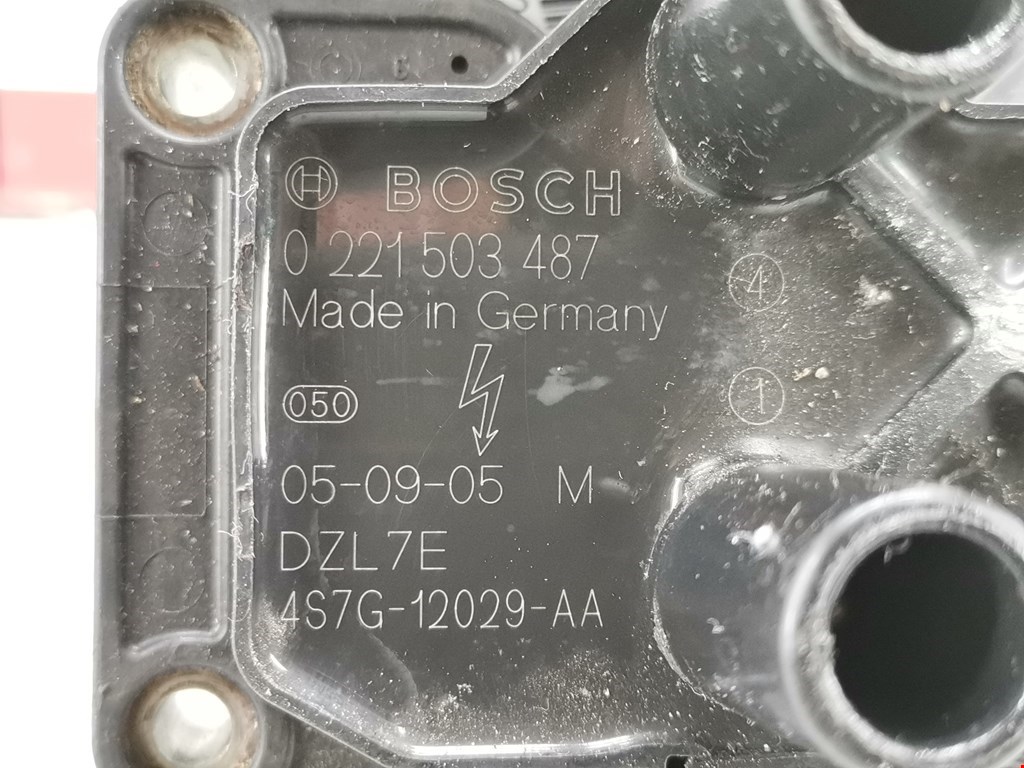 BOSCH
0 221 503 487
Made in Germany
050
05-09-05 M
DZL7E
4S7G-12029-AA
4
1